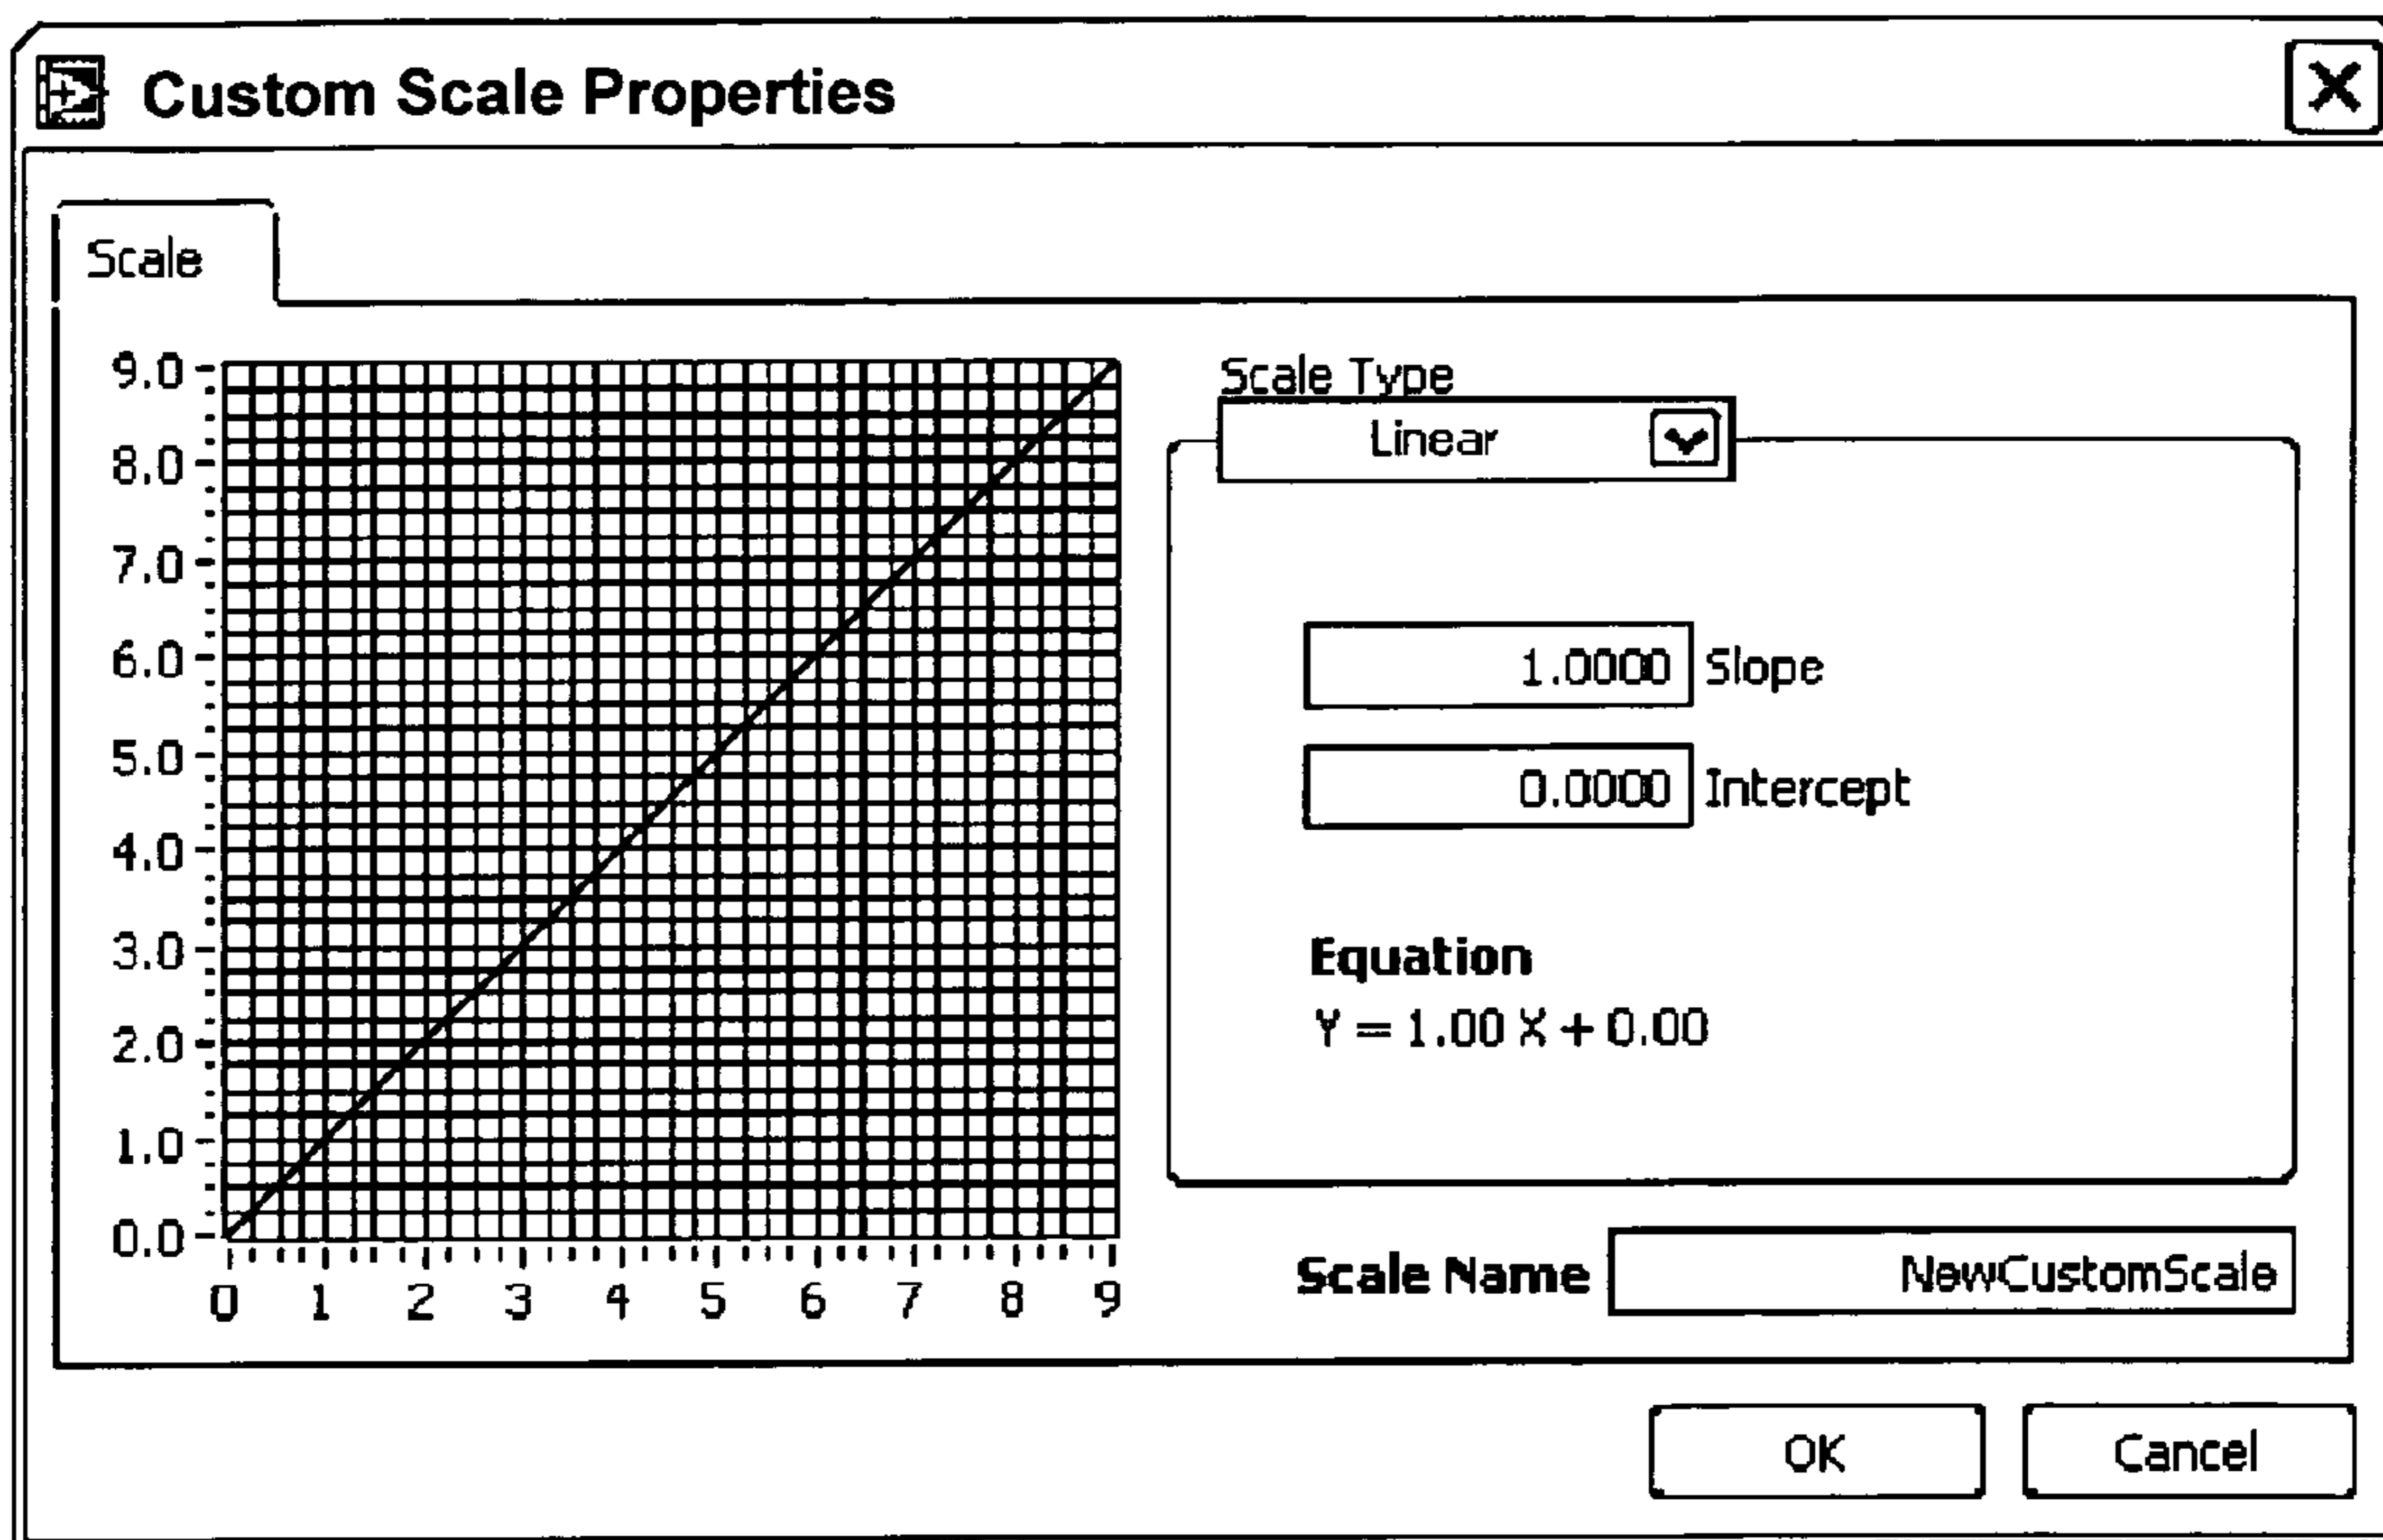 Custom Scale Properties
Scale
9.0
8.0
7.0
6.0
5.0
4.0
3.0
2.0
1.0
0.0
0 1 2 3 4 5 6 7 8 9
Scale Type
Linear
1.0000 Slope
0.0000 Intercept
Equation
Y = 1.00 X + 0.00
Scale Name NewCustomScale
OK Cancel